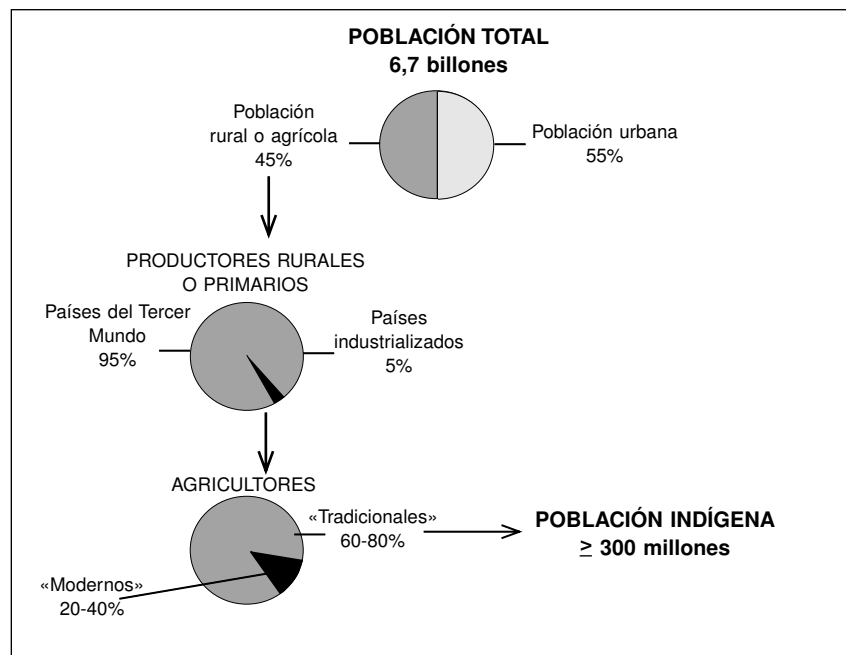 POBLACIÓN TOTAL
6,7 billones
Población
rural o agrícola
45%
Población urbana
55%
PRODUCTORES RURALES
O PRIMARIOS
Países del Tercer
Mundo
95%
Países
industrializados
5%
AGRICULTORES
«Tradicionales»
60-80%
POBLACIÓN INDÍGENA
≥ 300 millones
«Modernos»
20-40%